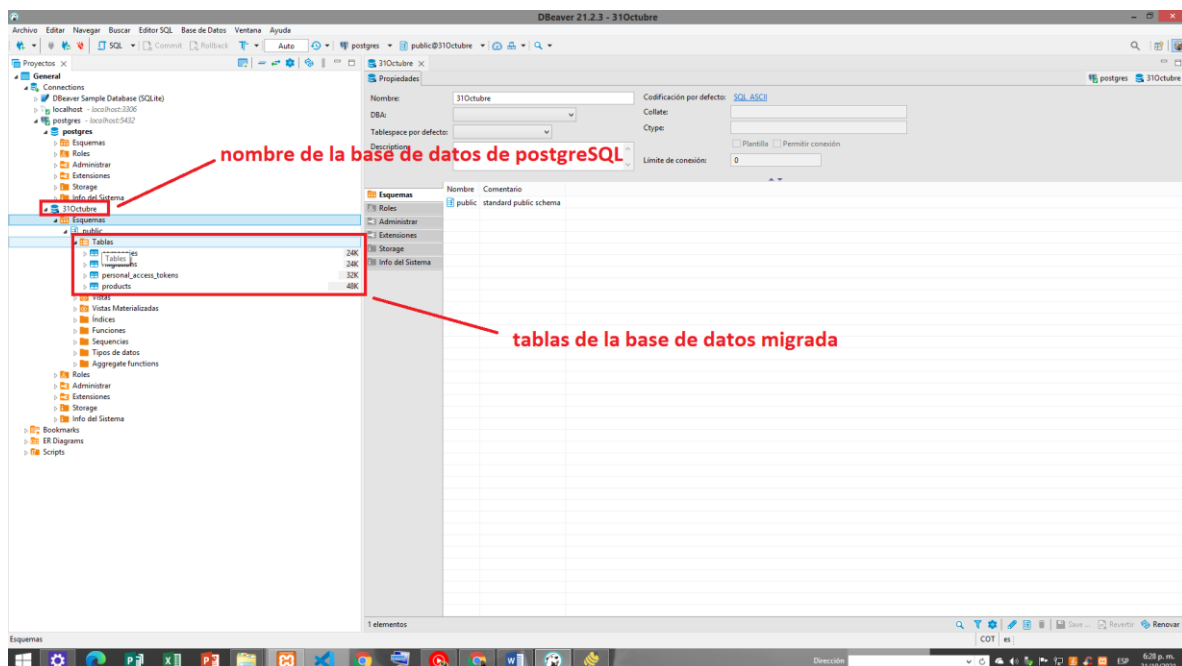 DBeaver 21.2.3 - 31Octubre
Archivo Editar Navegar Buscar Editor SQL Base de Datos Ventana Ayuda
SQL Commit Rollback Auto postgres public@31Octubre
Proyectos
31Octubre
General
Propiedades
postgres 31Octubre
Connections
DBeaver Sample Database (SQLite)
localhost - localhost:3306
postgres - localhost:5432
postgres
Esquemas
Roles
Administrar
Extensiones
Storage
Info del Sistema
31Octubre
Esquemas
public
Tablas
24K
Tables
24K
personal_access_tokens 32K
products 48K
Vistas
Vistas Materializadas
Índices
Funciones
Sequencias
Tipos de datos
Aggregate functions
Roles
Administrar
Extensiones
Storage
Info del Sistema
Bookmarks
ER Diagrams
Scripts
Nombre: 31Octubre
DBA:
Tablespace por defecto:
Description:
Codificación por defecto: SQL_ASCII
Collate:
Ctype:
Plantilla Permitir conexión
Límite de conexión: 0
nombre de la base de datos de postgreSQL
Esquemas
Roles
Administrar
Extensiones
Storage
Info del Sistema
Nombre Comentario
public standard public schema
tablas de la base de datos migrada
1 elementos
Save ... Revertir Renovar
Esquemas
COT es
Dirección
ESP
6:28 p. m.